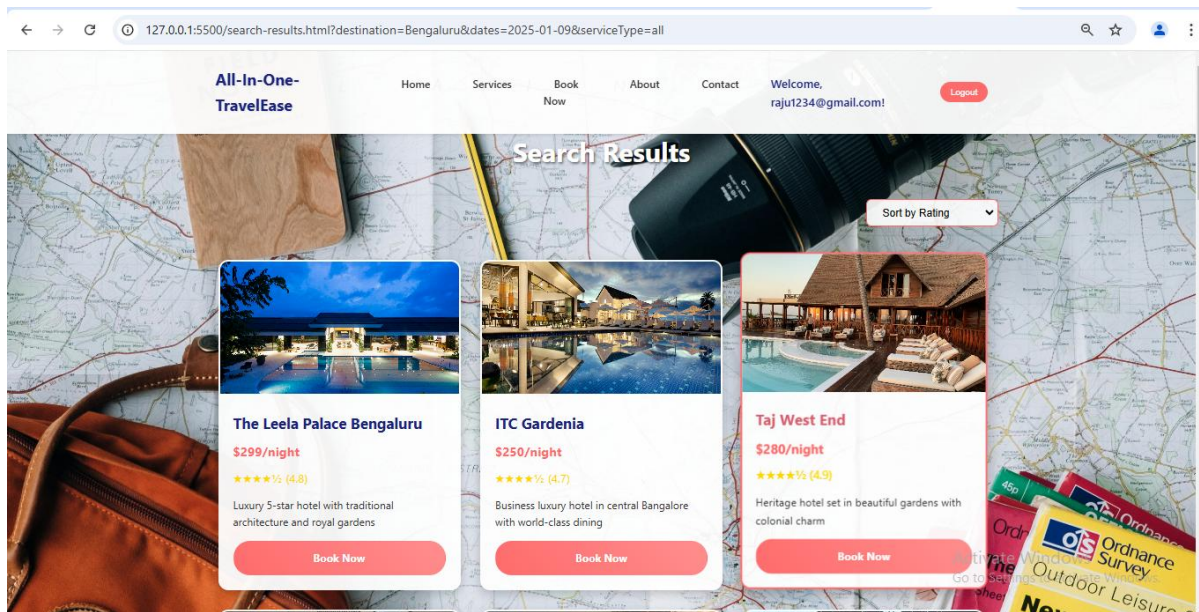 127.0.0.1:5500/search-results.html?destination=Bengaluru&dates=2025-01-09&serviceType=all
All-In-One-
TravelEase
Home
Services
Book
Now
About
Contact
Welcome,
raju1234@gmail.com!
Logout
Search Results
Sort by Rating
The Leela Palace Bengaluru
$299/night
★★★★½ (4.8)
Luxury 5-star hotel with traditional
architecture and royal gardens
Book Now
ITC Gardenia
$250/night
★★★★½ (4.7)
Business luxury hotel in central Bangalore
with world-class dining
Book Now
Taj West End
$280/night
★★★★½ (4.9)
Heritage hotel set in beautiful gardens with
colonial charm
Book Now
45p
Ordnance
Survey
Outdoor Leisure